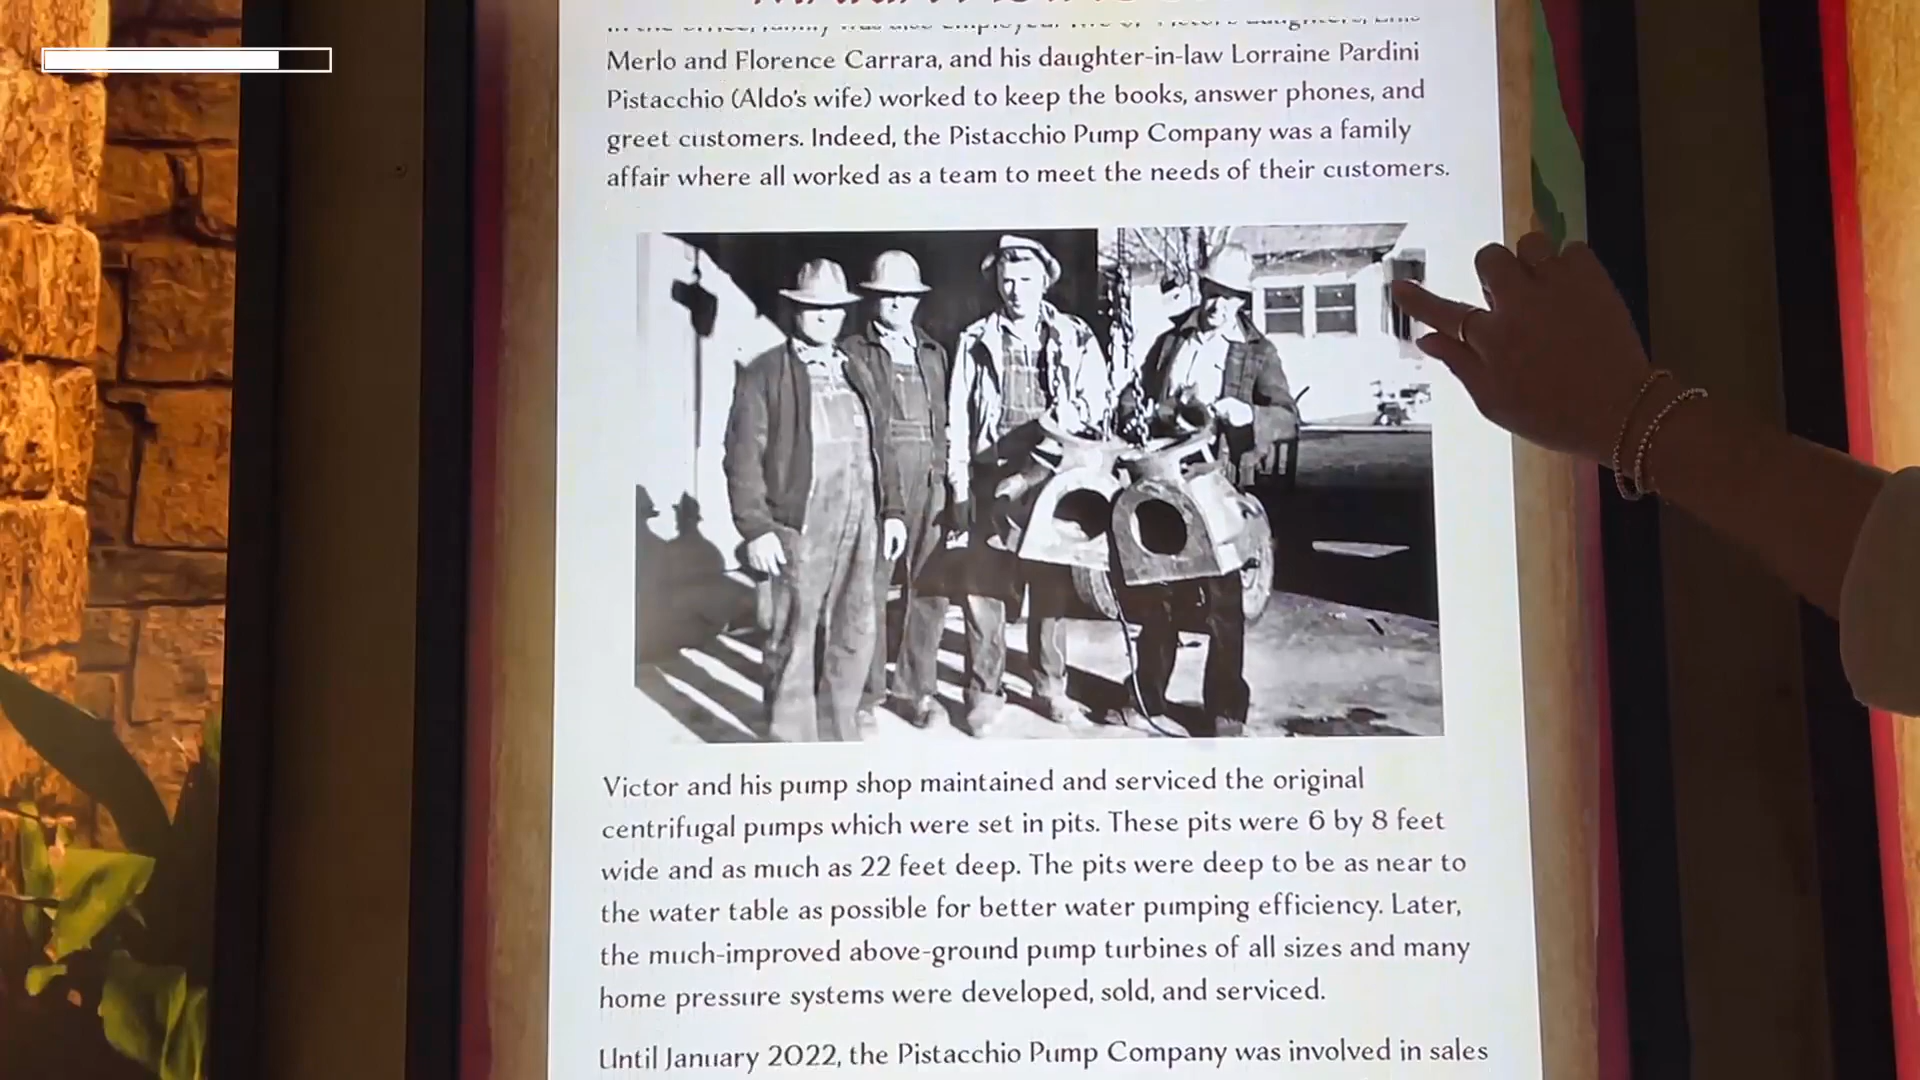 Merlo and Florence Carrara, and his daughter-in-law Lorraine Pardini
Pistacchio (Aldo's wife) worked to keep the books, answer phones, and
greet customers. Indeed, the Pistacchio Pump Company was a family
affair where all worked as a team to meet the needs of their customers.
Victor and his pump shop maintained and serviced the original
centrifugal pumps which were set in pits. These pits were 6 by 8 feet
wide and as much as 22 feet deep. The pits were deep to be as near to
the water table as possible for better water pumping efficiency. Later,
the much-improved above-ground pump turbines of all sizes and many
home pressure systems were developed, sold, and serviced.
Until January 2022, the Pistacchio Pump Company was involved in sales